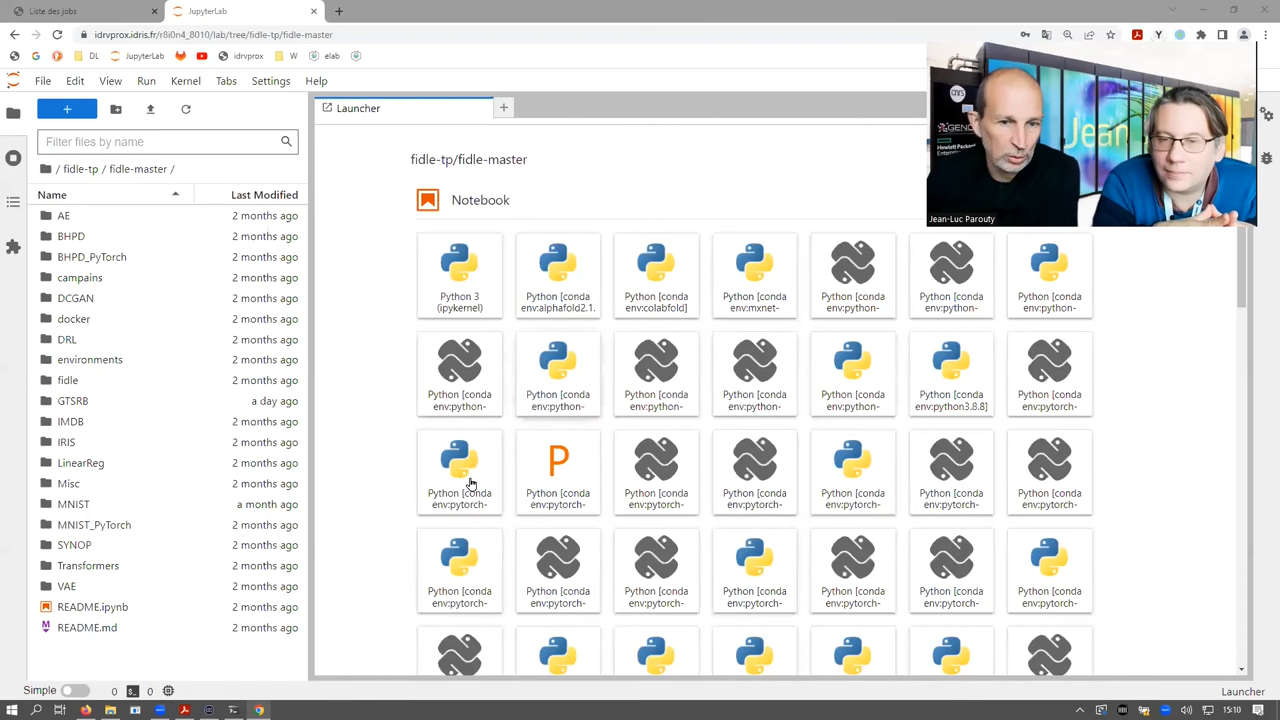 Liste des jobs
JupyterLab
idrvprox.idris.fr/r8i0n4_8010/lab/tree/fidle-tp/fidle-master
DL
JupyterLab
idrvprox
W
elab
File Edit View Run Kernel Tabs Settings Help
Launcher
Filter files by name
/ fidle-tp / fidle-master /
Name Last Modified
AE 2 months ago
BHPD 2 months ago
BHPD_PyTorch 2 months ago
campains 2 months ago
DCGAN 2 months ago
docker 2 months ago
DRL 2 months ago
environments 2 months ago
fidle 2 months ago
GTSRB a day ago
IMDB 2 months ago
IRIS 2 months ago
LinearReg 2 months ago
Misc 2 months ago
MNIST a month ago
MNIST_PyTorch 2 months ago
SYNOP 2 months ago
Transformers 2 months ago
VAE 2 months ago
README.ipynb 2 months ago
README.md 2 months ago
fidle-tp/fidle-master
Notebook
Python 3
(ipykernel)
Python [conda
env:alphafold2.1.
Python [conda
env:colabfold]
Python [conda
env:mxnet-
Python [conda
env:python-
Python [conda
env:python-
Python [conda
env:python-
Python [conda
env:python-
Python [conda
env:python-
Python [conda
env:python-
Python [conda
env:python-
Python [conda
env:python-
Python [conda
env:python3.8.8]
Python [conda
env:pytorch-
Python [conda
env:pytorch-
P
Python [conda
env:pytorch-
Python [conda
env:pytorch-
Python [conda
env:pytorch-
Python [conda
env:pytorch-
Python [conda
env:pytorch-
Python [conda
env:pytorch-
Python [conda
env:pytorch-
Python [conda
env:pytorch-
Python [conda
env:pytorch-
Python [conda
env:pytorch-
Python [conda
env:pytorch-
Python [conda
env:pytorch-
Python [conda
env:pytorch-
cnrs
GENCI
Hewlett Packard
Enterprise
Jean
Jean-Luc Parouty
Simple 0 0
Launcher
15:10